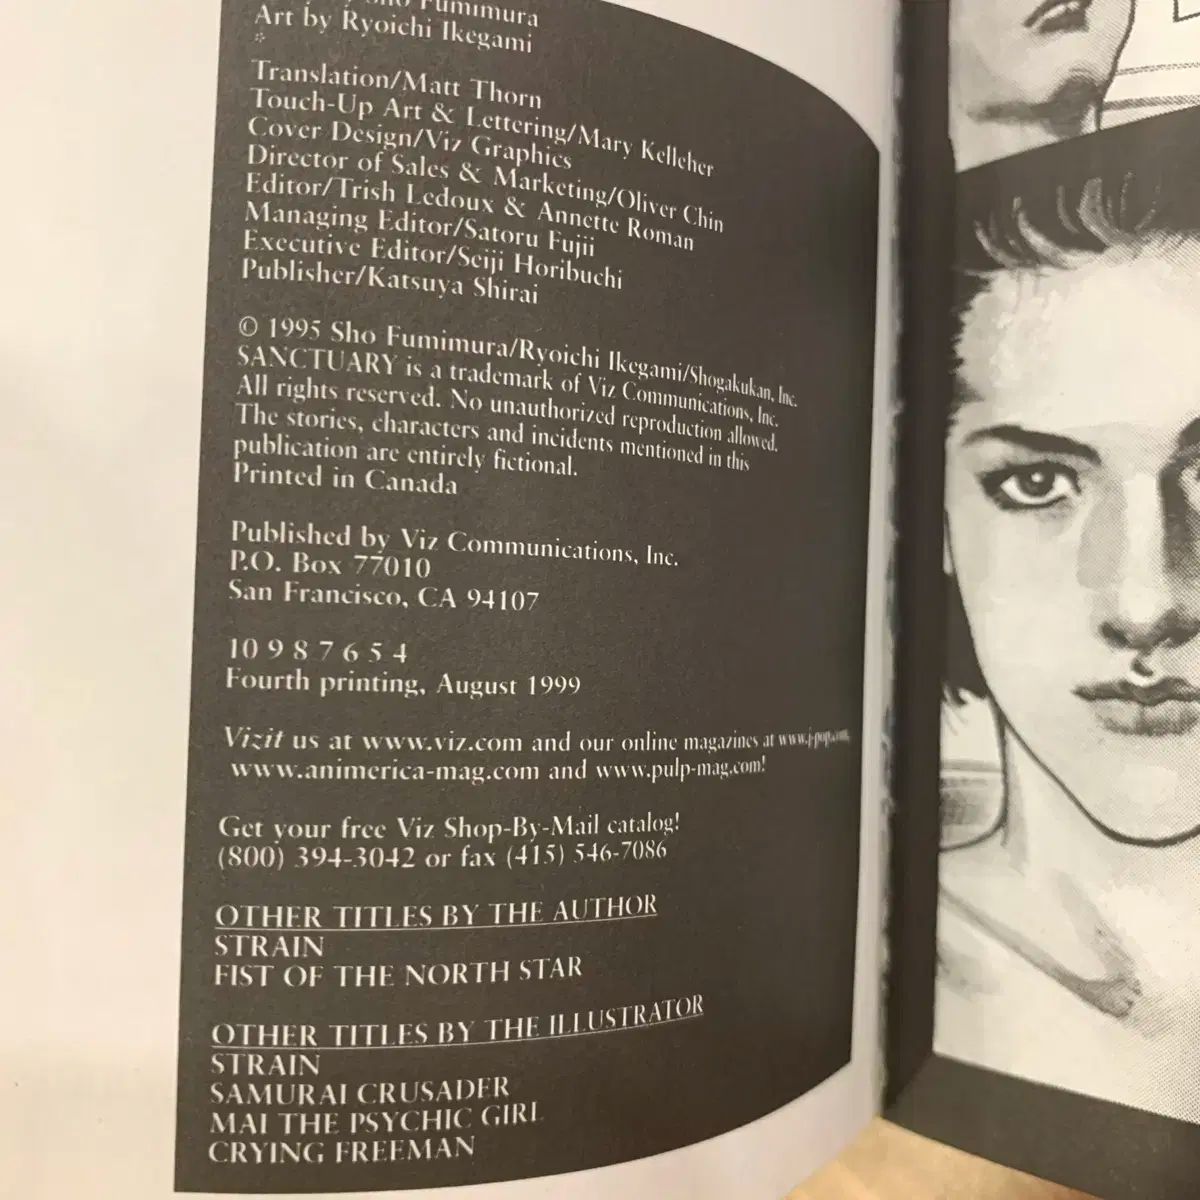 Sho Fumimura
Art by Ryoichi Ikegami
Translation/Matt Thorn
Touch-Up Art & Lettering/Mary Kelleher
Cover Design/Viz Graphics
Director of Sales & Marketing/Oliver Chin
Editor/Trish Ledoux & Annette Roman
Managing Editor/Satoru Fujii
Executive Editor/Seiji Horibuchi
Publisher/Katsuya Shirai
© 1995 Sho Fumimura/Ryoichi Ikegami/Shogakukan, Inc.
SANCTUARY is a trademark of Viz Communications, Inc.
All rights reserved. No unauthorized reproduction allowed.
The stories, characters and incidents mentioned in this
publication are entirely fictional.
Printed in Canada
Published by Viz Communications, Inc.
P.O. Box 77010
San Francisco, CA 94107
10 9 8 7 6 5 4
Fourth printing, August 1999
Vizit us at www.viz.com and our online magazines at www.j-pop.com,
www.animerica-mag.com and www.pulp-mag.com!
Get your free Viz Shop-By-Mail catalog!
(800) 394-3042 or fax (415) 546-7086
OTHER TITLES BY THE AUTHOR
STRAIN
FIST OF THE NORTH STAR
OTHER TITLES BY THE ILLUSTRATOR
STRAIN
SAMURAI CRUSADER
MAI THE PSYCHIC GIRL
CRYING FREEMAN